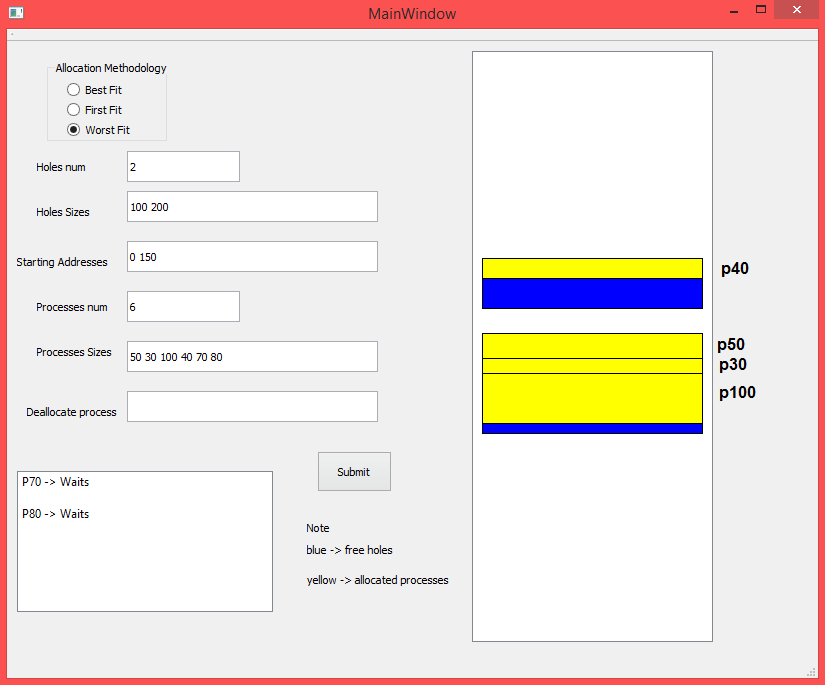 MainWindow
Allocation Methodology
Best Fit
First Fit
Worst Fit
Holes num
2
Holes Sizes
100 200
Starting Addresses
0 150
Processes num
6
Processes Sizes
50 30 100 40 70 80
Deallocate process
Submit
P70 -> Waits
P80 -> Waits
Note
blue -> free holes
yellow -> allocated processes
p40
p50
p30
p100